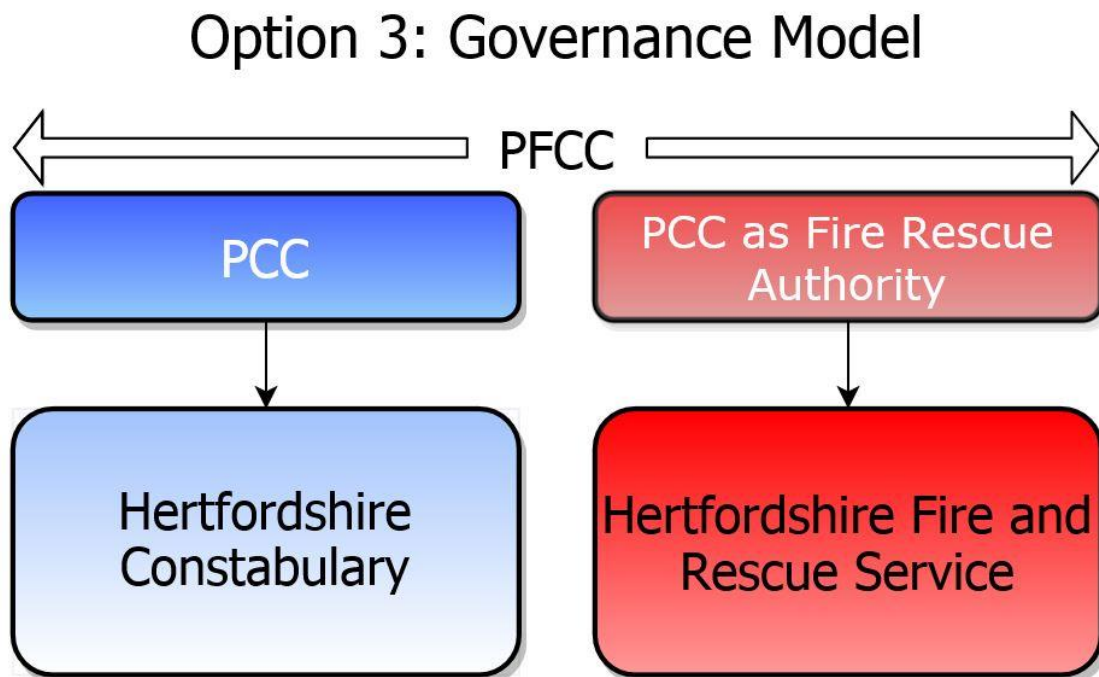 Option 3: Governance Model
PFCC
PCC
PCC as Fire Rescue
Authority
Hertfordshire
Constabulary
Hertfordshire Fire and
Rescue Service